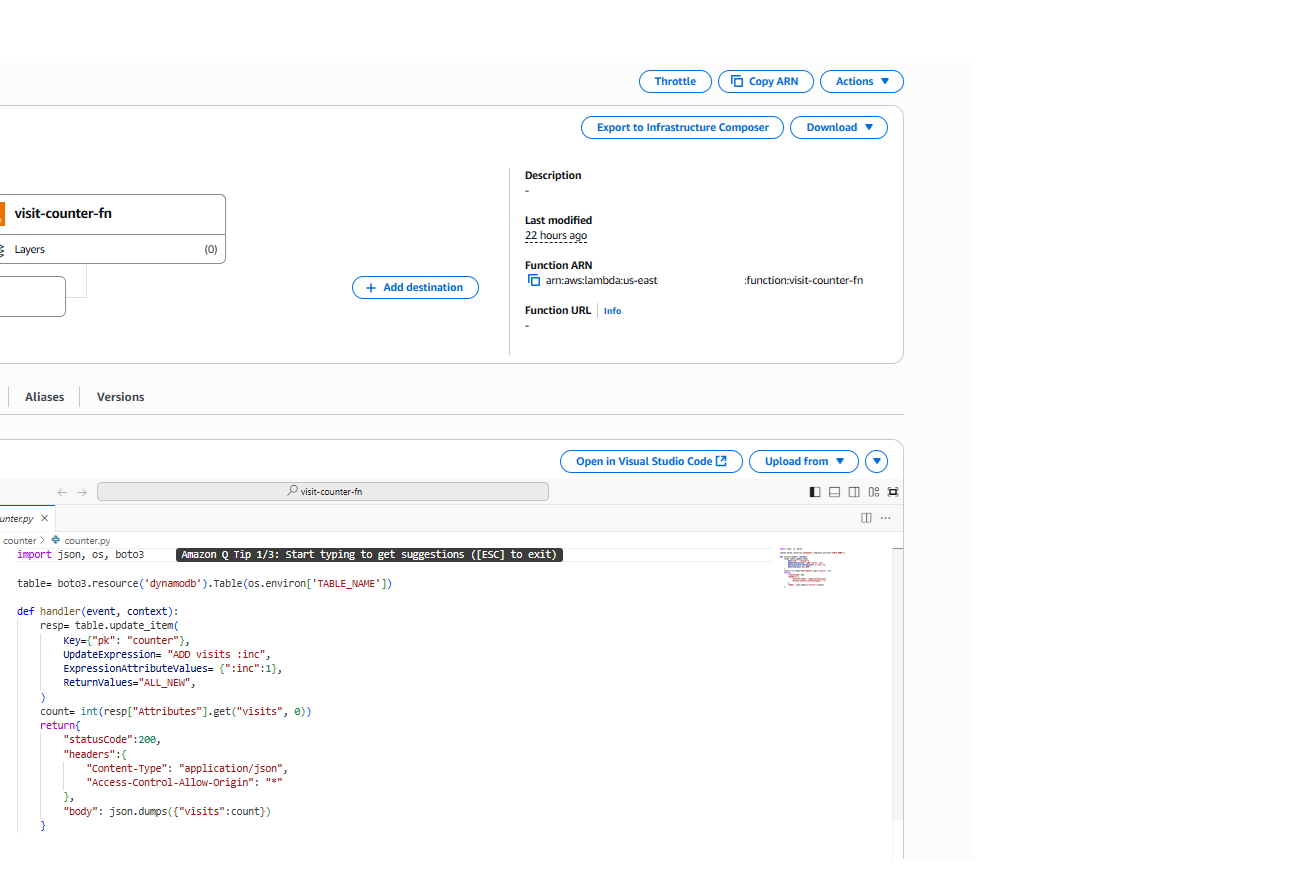 Throttle Copy ARN Actions
Export to Infrastructure Composer Download
Description
-
visit-counter-fn
Last modified
22 hours ago
Layers (0)
Function ARN
arn:aws:lambda:us-east :function:visit-counter-fn
+ Add destination
Function URL Info
-
Aliases Versions
Open in Visual Studio Code Upload from
visit-counter-fn
unter.py
counter > counter.py
import json, os, boto3 Amazon Q Tip 1/3: Start typing to get suggestions ([ESC] to exit)
table= boto3.resource('dynamodb').Table(os.environ['TABLE_NAME'])
def handler(event, context):
    resp= table.update_item(
        Key={"pk": "counter"},
        UpdateExpression= "ADD visits :inc",
        ExpressionAttributeValues= {":inc":1},
        ReturnValues="ALL_NEW",
    )
    count= int(resp["Attributes"].get("visits", 0))
    return{
        "statusCode":200,
        "headers":{
            "Content-Type": "application/json",
            "Access-Control-Allow-Origin": "*"
        },
        "body": json.dumps({"visits":count})
    }